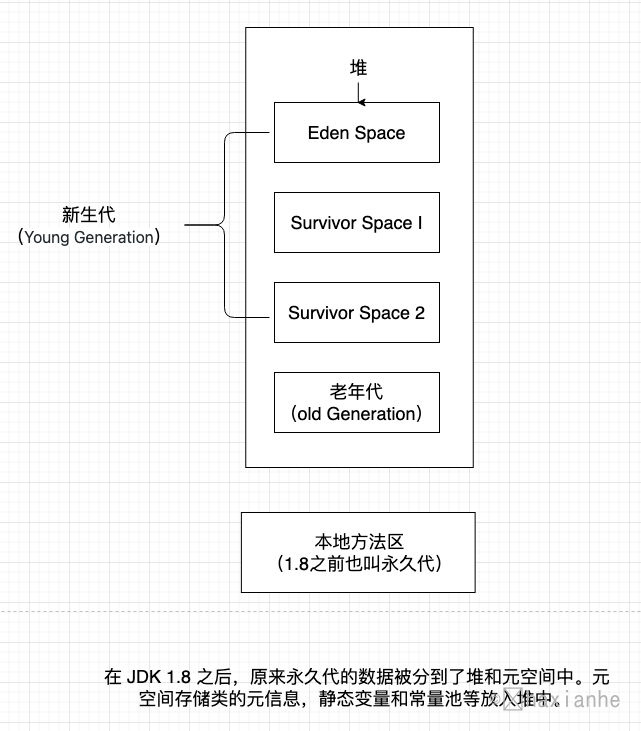 堆
Eden Space
新生代
（Young Generation）
Survivor Space I
Survivor Space 2
老年代
（old Generation）
本地方法区
（1.8之前也叫永久代）
在 JDK 1.8 之后，原来永久代的数据被分到了堆和元空间中。元
空间存储类的元信息，静态变量和常量池等放入堆中。